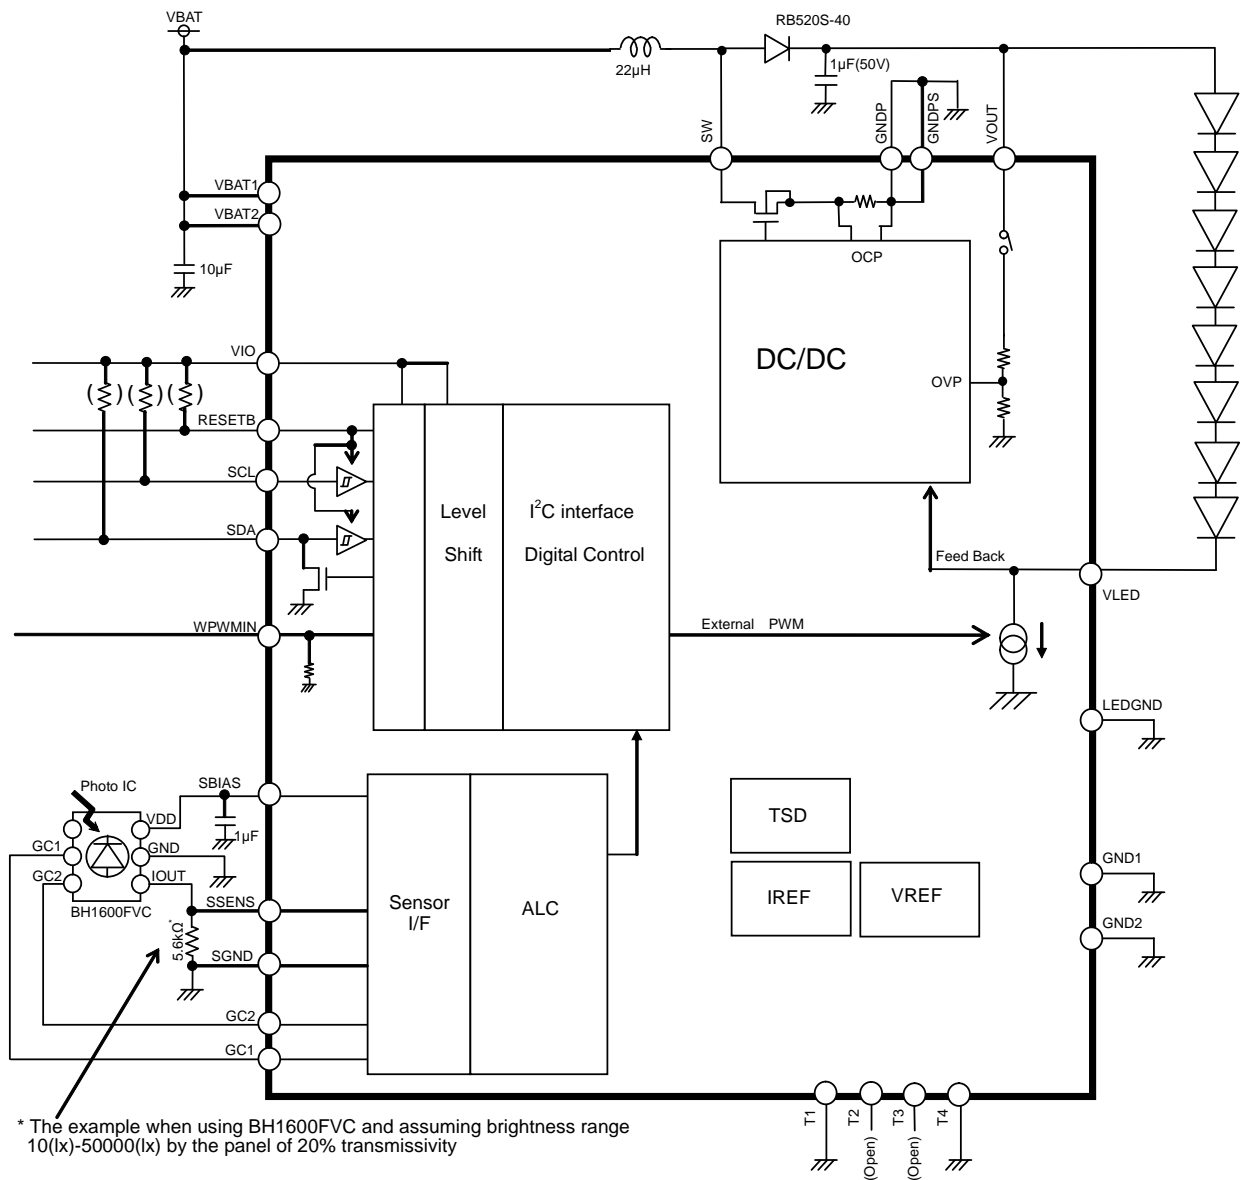 VBAT
RB520S-40
22μH
1μF(50V)
SW
GNDP
GNDPS
VOUT
VBAT1
VBAT2
10μF
OCP
DC/DC
OVP
VIO
( ) ( ) ( )
RESETB
SCL
SDA
Level
Shift
I²C interface
Digital Control
Feed Back
VLED
WPWMIN
External PWM
LEDGND
Photo IC
SBIAS
VDD
1μF
GC1
GND
GC2
IOUT
BH1600FVC
SSENS
5.6kΩ*
SGND
GC2
GC1
Sensor
I/F
ALC
TSD
IREF
VREF
GND1
GND2
T1
T2
T3
T4
(Open)
(Open)
* The example when using BH1600FVC and assuming brightness range
10(lx)-50000(lx) by the panel of 20% transmissivity